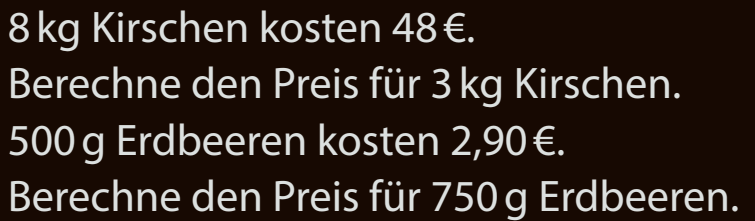 8 kg Kirschen kosten 48 €.
Berechne den Preis für 3 kg Kirschen.
500 g Erdbeeren kosten 2,90 €.
Berechne den Preis für 750 g Erdbeeren.